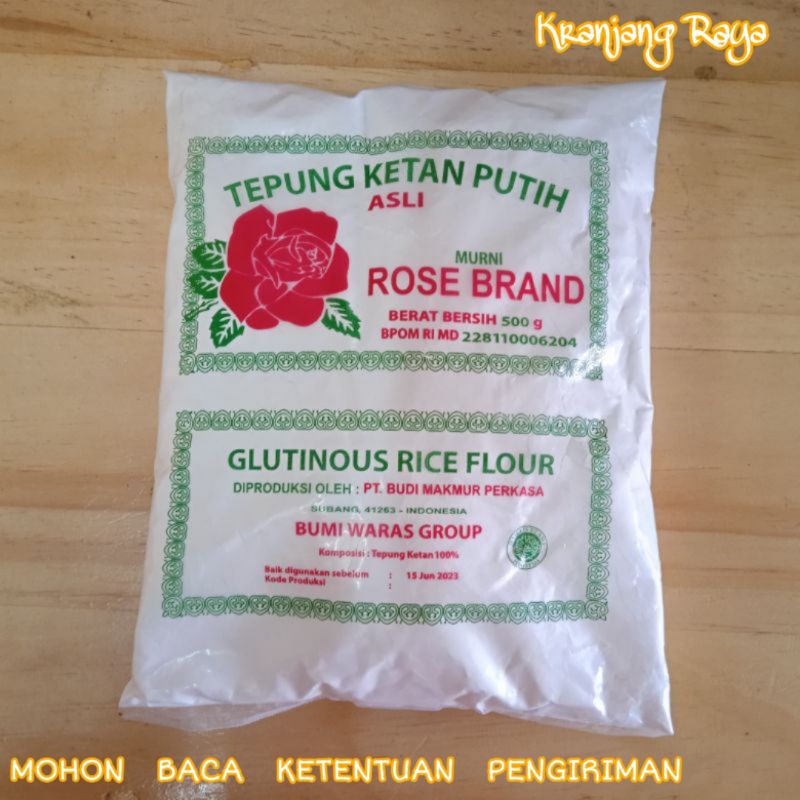 Kranjang Raya
TEPUNG KETAN PUTIH
ASLI
MURNI
ROSE BRAND
BERAT BERSIH 500 g
BPOM RI MD 228110006204
GLUTINOUS RICE FLOUR
DIPRODUKSI OLEH : PT. BUDI MAKMUR PERKASA
SUBANG, 41263 - INDONESIA
BUMI WARAS GROUP
Komposisi : Tepung Ketan 100%
Baik digunakan sebelum : 15 Jun 2023
Kode Produksi :
MOHON BACA KETENTUAN PENGIRIMAN